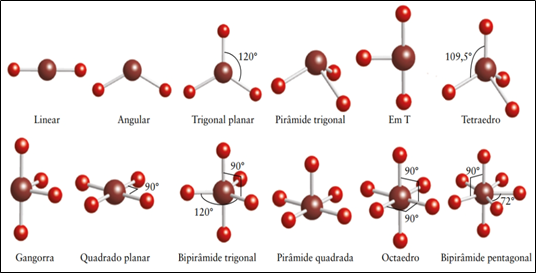 120°
109,5°
Linear
Angular
Trigonal planar
Pirâmide trigonal
Em T
Tetraedro
90°
90°
120°
90°
90°
90°
72°
Gangorra
Quadrado planar
Bipirâmide trigonal
Pirâmide quadrada
Octaedro
Bipirâmide pentagonal